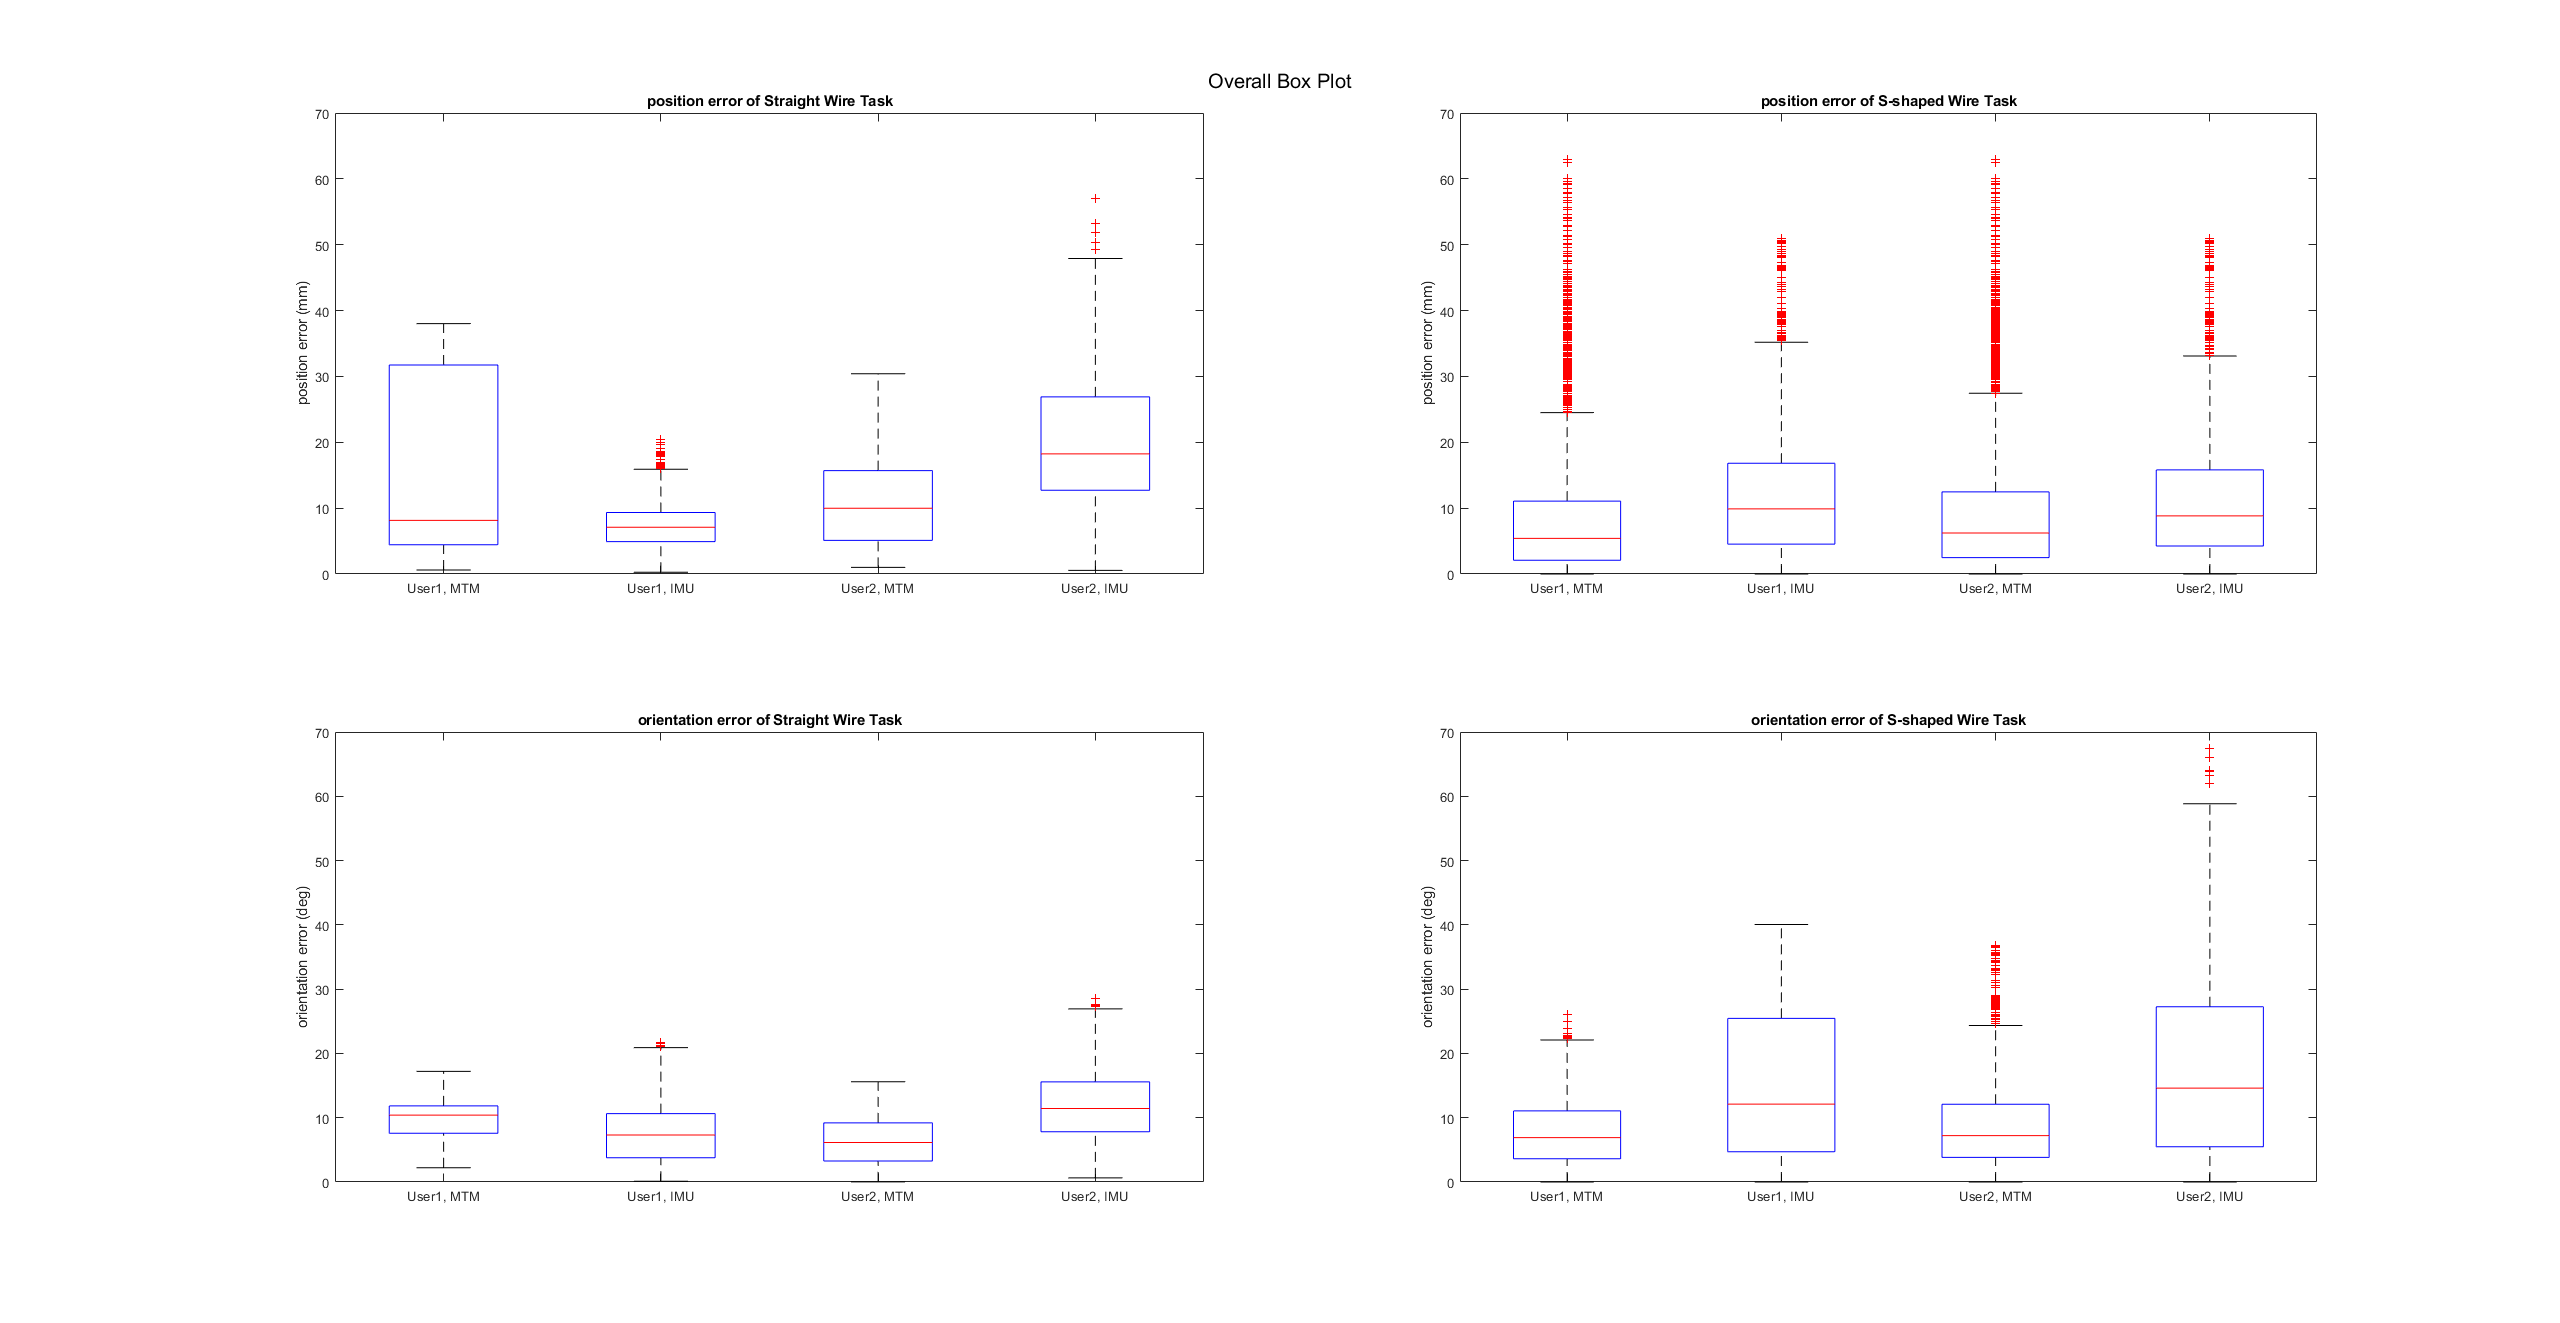 Overall Box Plot
position error of Straight Wire Task
70
60
50
40
30
20
10
0
position error (mm)
User1, MTM
User1, IMU
User2, MTM
User2, IMU
position error of S-shaped Wire Task
70
60
50
40
30
20
10
0
position error (mm)
User1, MTM
User1, IMU
User2, MTM
User2, IMU
orientation error of Straight Wire Task
70
60
50
40
30
20
10
0
orientation error (deg)
User1, MTM
User1, IMU
User2, MTM
User2, IMU
orientation error of S-shaped Wire Task
70
60
50
40
30
20
10
0
orientation error (deg)
User1, MTM
User1, IMU
User2, MTM
User2, IMU